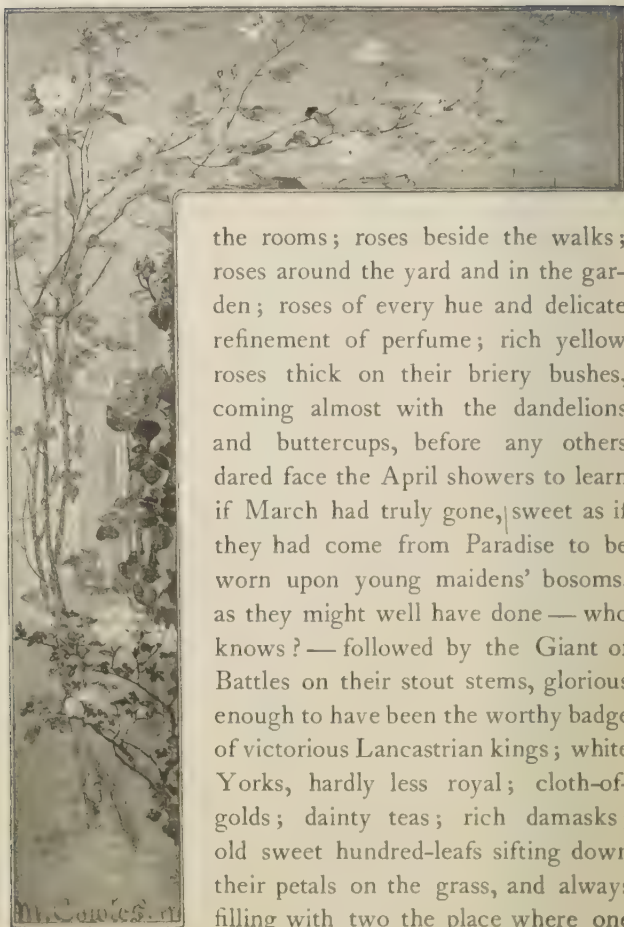 the rooms; roses beside the walks;
roses around the yard and in the gar-
den; roses of every hue and delicate
refinement of perfume; rich yellow
roses thick on their briery bushes,
coming almost with the dandelions
and buttercups, before any others
dared face the April showers to learn
if March had truly gone, sweet as if
they had come from Paradise to be
worn upon young maidens' bosoms,
as they might well have done — who
knows? — followed by the Giant of
Battles on their stout stems, glorious
enough to have been the worthy badge
of victorious Lancastrian kings; white
Yorks, hardly less royal; cloth-of-
golds; dainty teas; rich damasks
old sweet hundred-leafs sifting down
their petals on the grass, and always
filling with two the place where one
M. Cowles.